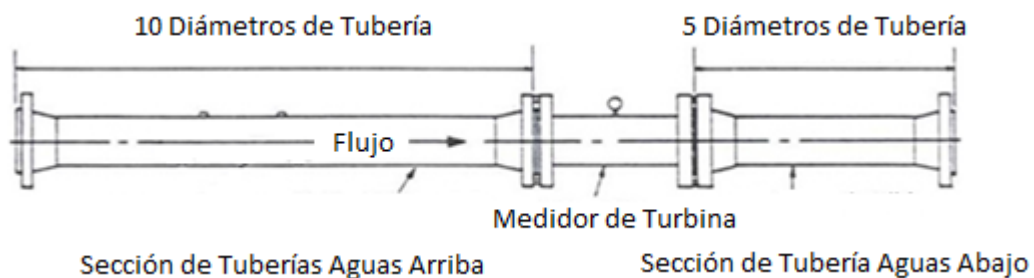 10 Diámetros de Tubería
5 Diámetros de Tubería
Flujo
Medidor de Turbina
Sección de Tuberías Aguas Arriba
Sección de Tubería Aguas Abajo